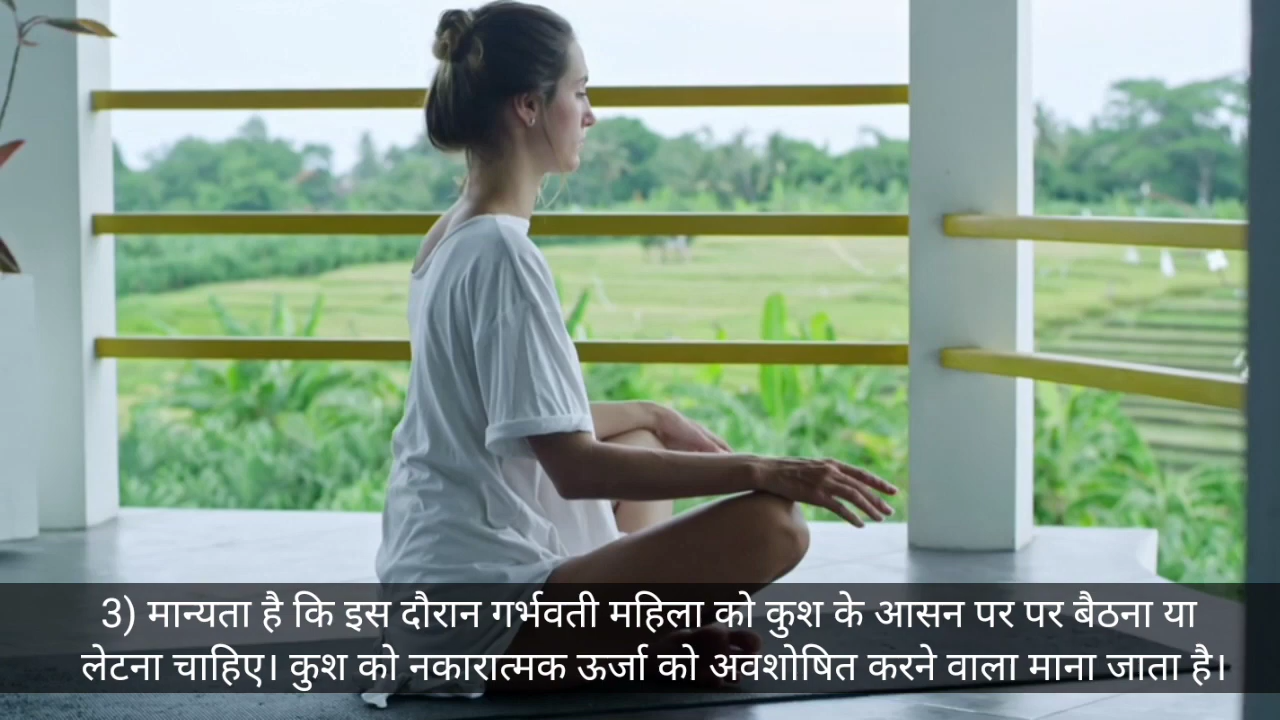 3) मान्यता है कि इस दौरान गर्भवती महिला को कुश के आसन पर पर बैठना या
लेटना चाहिए। कुश को नकारात्मक ऊर्जा को अवशोषित करने वाला माना जाता है।